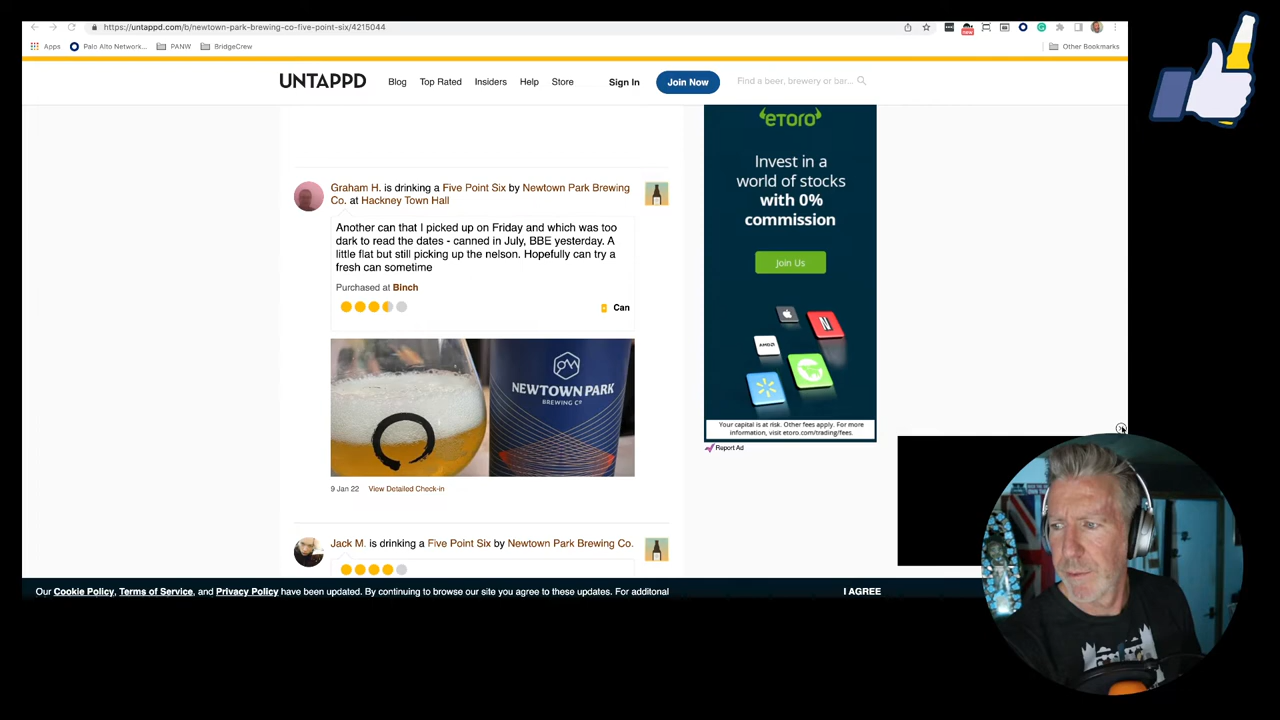 https://untappd.com/b/newtown-park-brewing-co-five-point-six/4215044
new
Apps
Palo Alto Network...
PANW
BridgeCrew
Other Bookmarks
UNTAPPD
Blog
Top Rated
Insiders
Help
Store
Sign In
Join Now
Find a beer, brewery or bar...
Graham H. is drinking a Five Point Six by Newtown Park Brewing
Co. at Hackney Town Hall
Another can that I picked up on Friday and which was too
dark to read the dates - canned in July, BBE yesterday. A
little flat but still picking up the nelson. Hopefully can try a
fresh can sometime
Purchased at Binch
Can
NEWTOWN PARK
BREWING CO
9 Jan 22
View Detailed Check-in
Jack M. is drinking a Five Point Six by Newtown Park Brewing Co.
etoro
Invest in a
world of stocks
with 0%
commission
Join Us
AMD
N
Your capital is at risk. Other fees apply. For more
information, visit etoro.com/trading/fees.
Report Ad
Our Cookie Policy, Terms of Service, and Privacy Policy have been updated. By continuing to browse our site you agree to these updates. For additonal
I AGREE